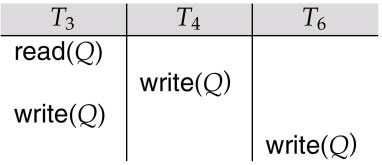 T3 T4 T6
read(Q)
write(Q)
write(Q)
write(Q)